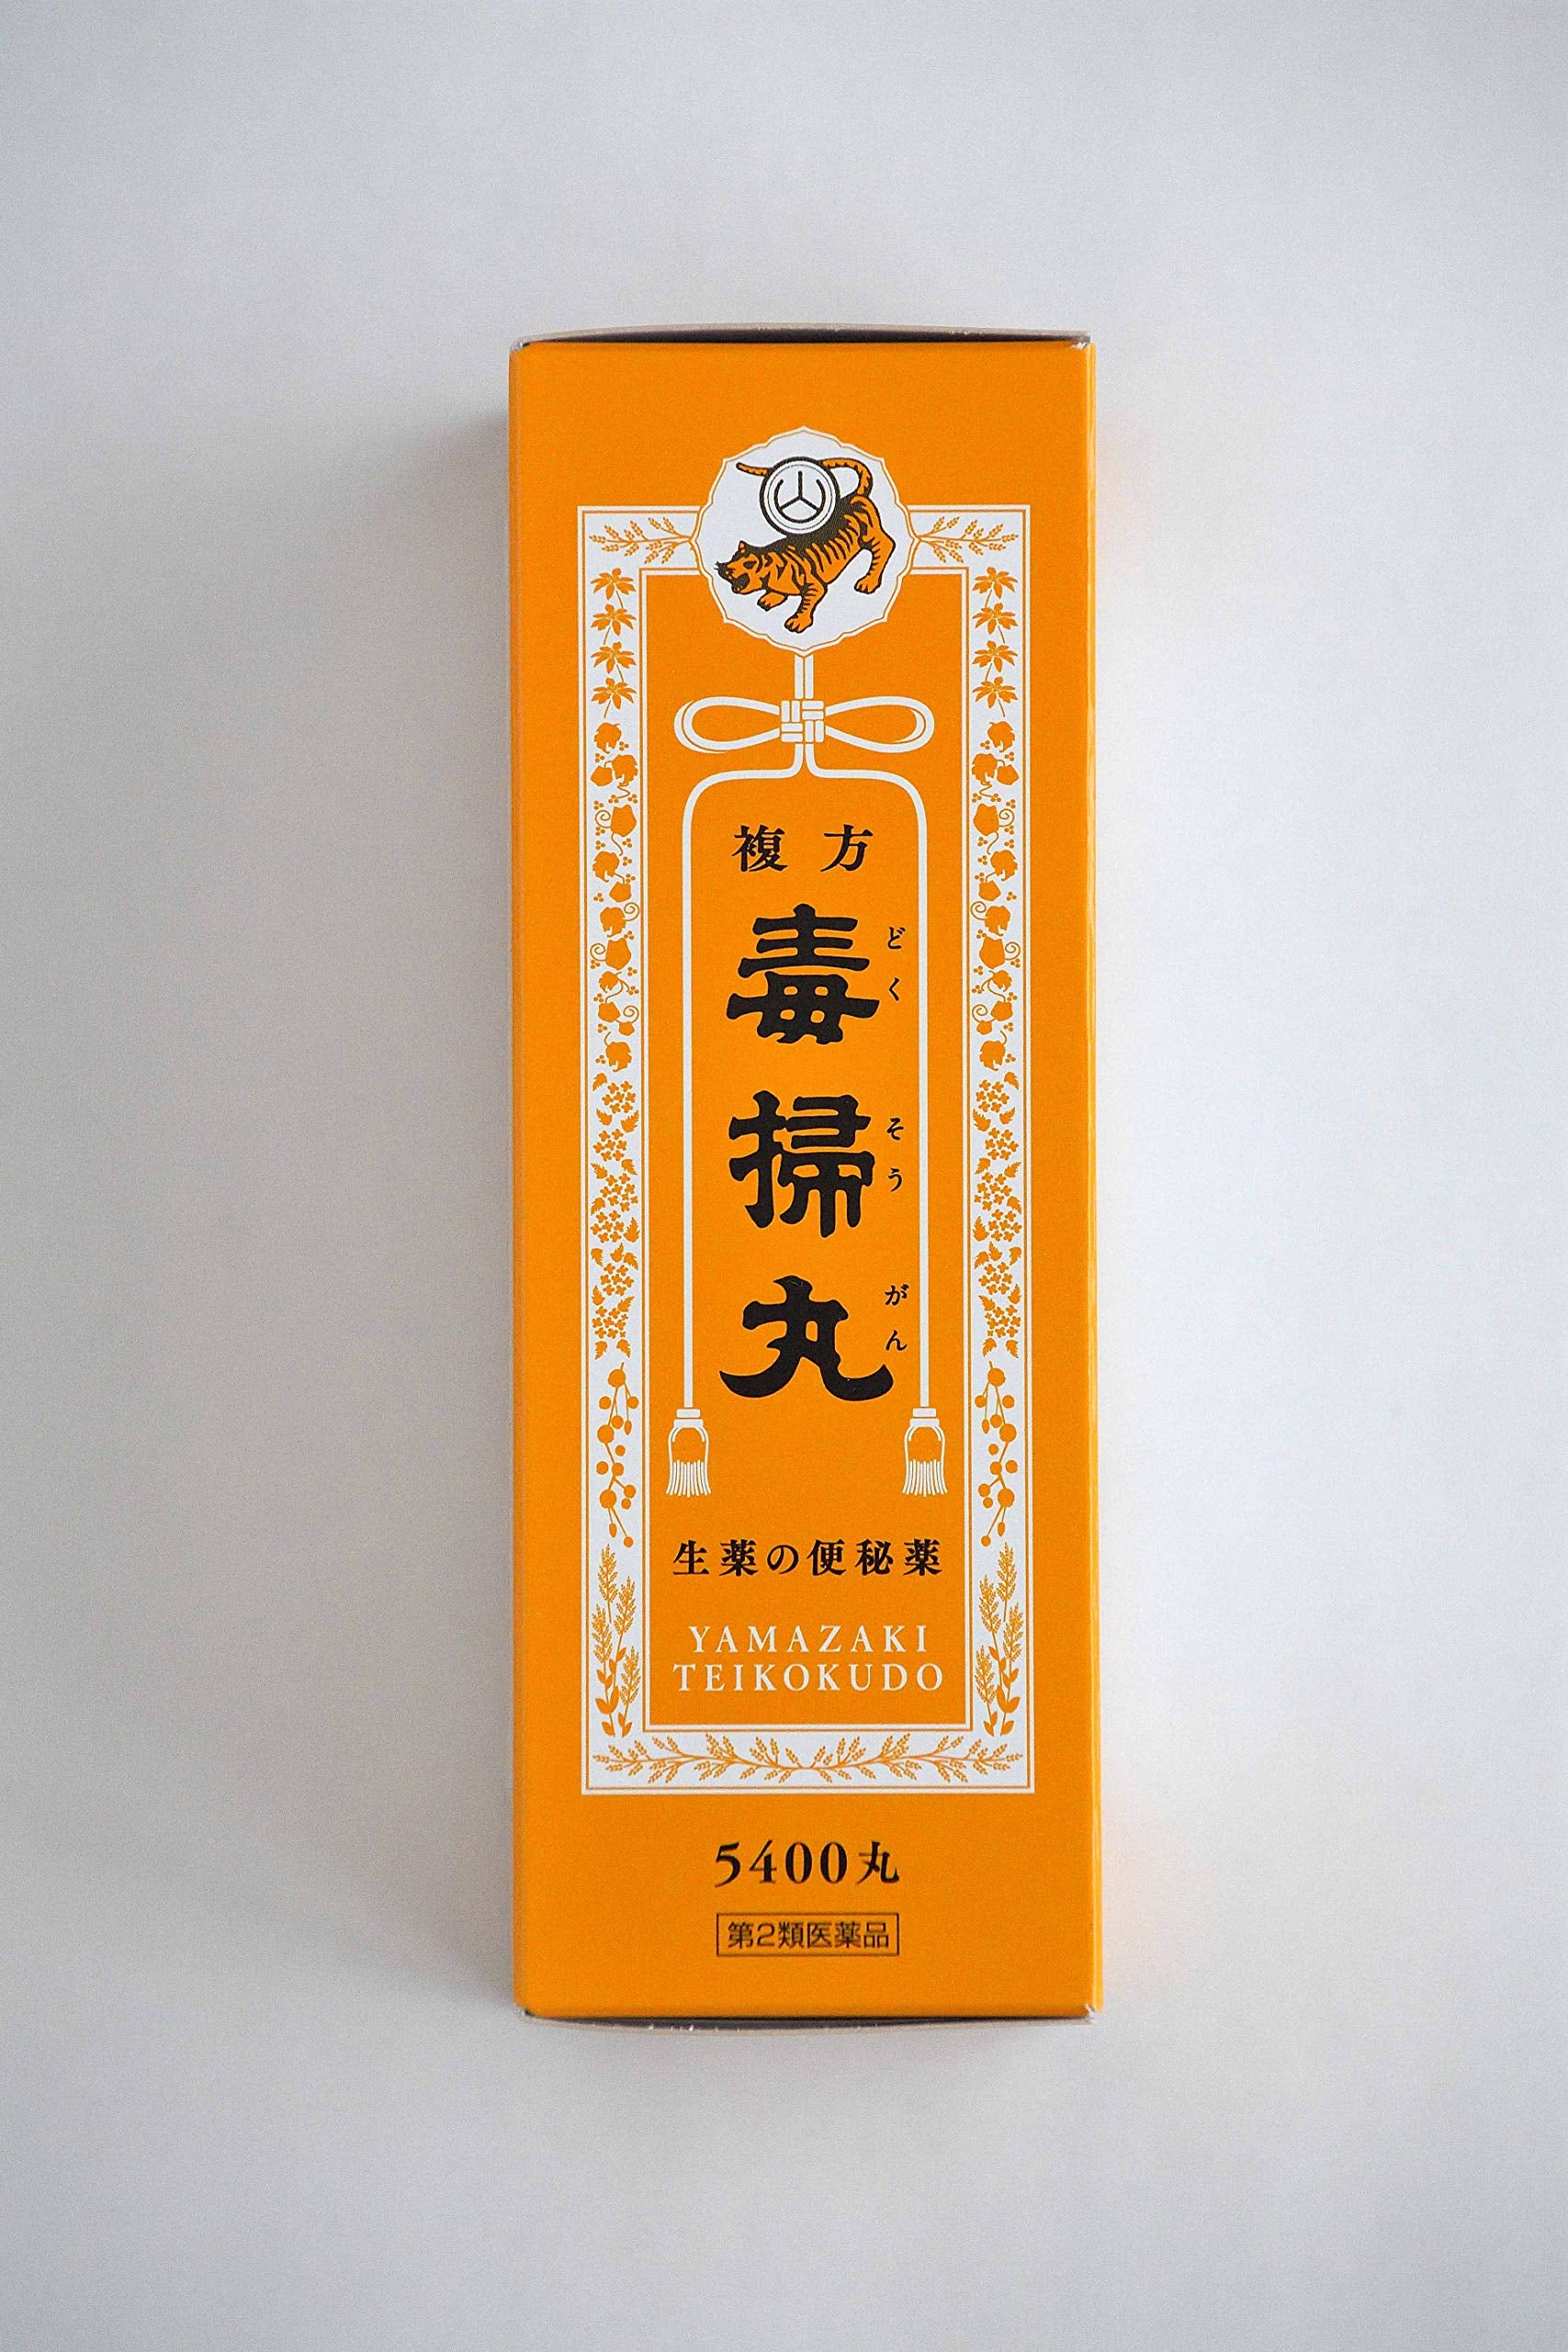 複方
毒掃丸
どくそうがん
生薬の便秘薬
YAMAZAKI
TEIKOKUDO
5400丸
第2類医薬品